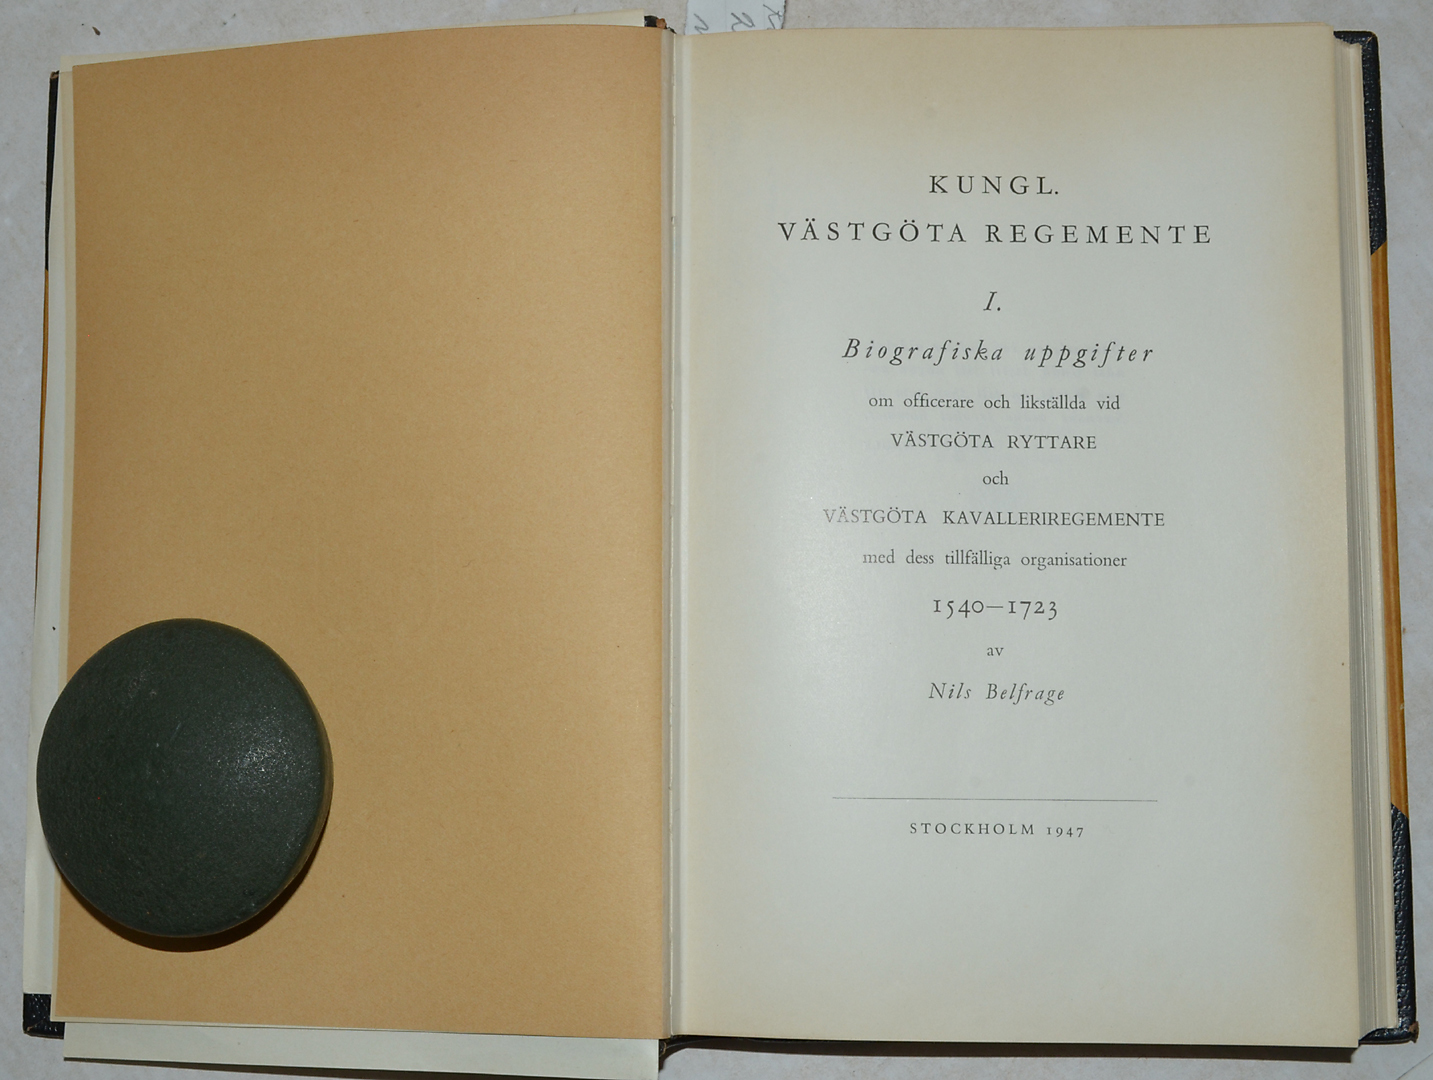 KUNGL.
VÄSTGÖTA REGEMENTE
I.
Biografiska uppgifter
om officerare och likställda vid
VÄSTGÖTA RYTTARE
och
VÄSTGÖTA KAVALLERIREGEMENTE
med dess tillfälliga organisationer
1540—1723
av
Nils Belfrage
STOCKHOLM 1947